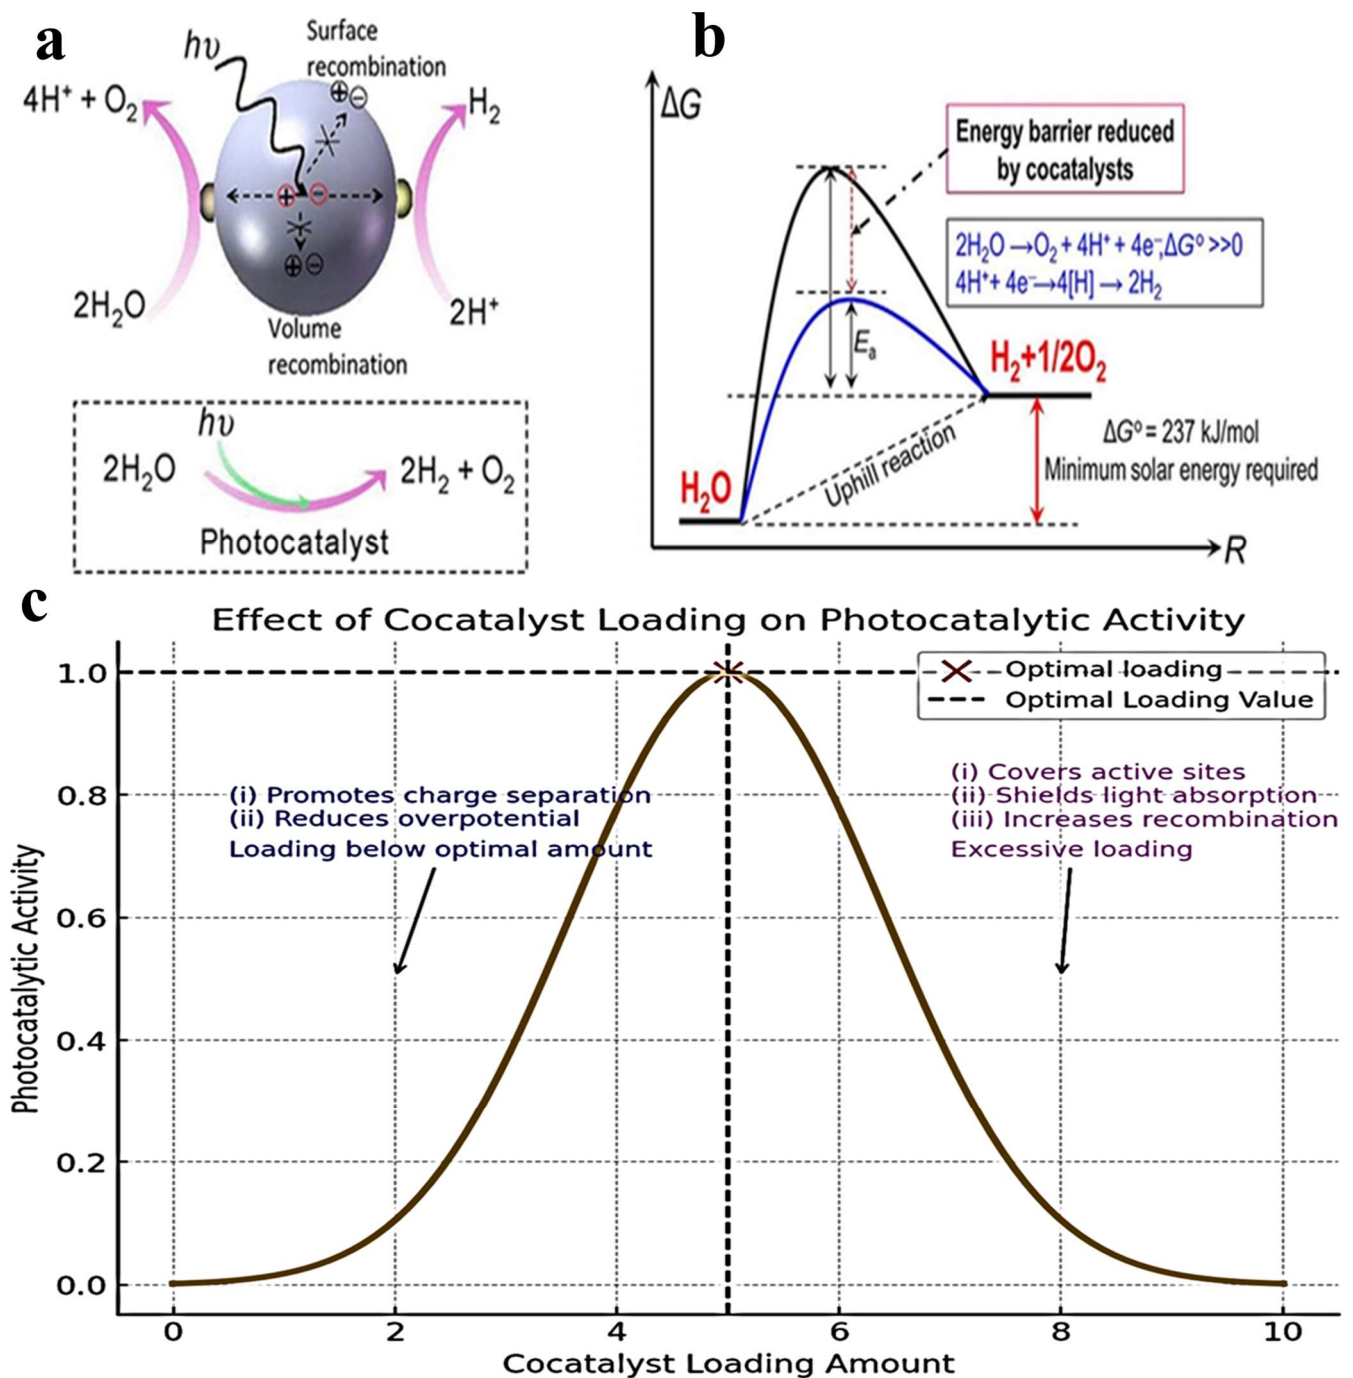 a
hυ
Surface
recombination
4H⁺ + O₂
H₂
2H₂O
2H⁺
Volume
recombination
hυ
2H₂O
2H₂ + O₂
Photocatalyst
b
ΔG
Energy barrier reduced
by cocatalysts
2H₂O →O₂ + 4H⁺ + 4e⁻,ΔGº >>0
4H⁺+ 4e⁻→4[H] → 2H₂
Eₐ
H₂+1/2O₂
ΔGº = 237 kJ/mol
Minimum solar energy required
Uphill reaction
H₂O
R
c
Effect of Cocatalyst Loading on Photocatalytic Activity
Optimal loading
Optimal Loading Value
(i) Promotes charge separation
(ii) Reduces overpotential
Loading below optimal amount
(i) Covers active sites
(ii) Shields light absorption
(iii) Increases recombination
Excessive loading
Photocatalytic Activity
1.0
0.8
0.6
0.4
0.2
0.0
0 2 4 6 8 10
Cocatalyst Loading Amount